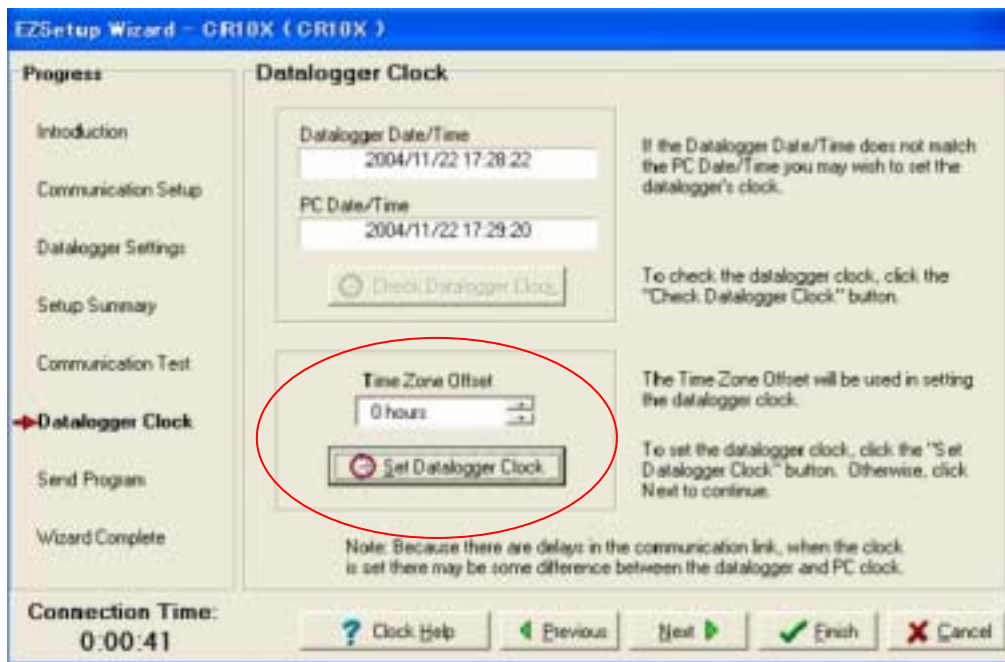 EZSetup Wizard - CR10X ( CR10X )
Progress
Introduction
Communication Setup
Datalogger Settings
Setup Summary
Communication Test
Datalogger Clock
Send Program
Wizard Complete
Connection Time:
0:00:41
Datalogger Clock
Datalogger Date/Time
2004/11/22 17:28:22
PC Date/Time
2004/11/22 17:29:20
Check Datalogger Clock
If the Datalogger Date/Time does not match
the PC Date/Time you may wish to set the
datalogger's clock.
To check the datalogger clock, click the
"Check Datalogger Clock" button.
Time Zone Offset
0 hours
Set Datalogger Clock
The Time Zone Offset will be used in setting
the datalogger clock.
To set the datalogger clock, click the "Set
Datalogger Clock" button. Otherwise, click
Next to continue.
Note: Because there are delays in the communication link, when the clock
is set there may be some difference between the datalogger and PC clock.
Clock Help
Previous
Next
Finish
Cancel